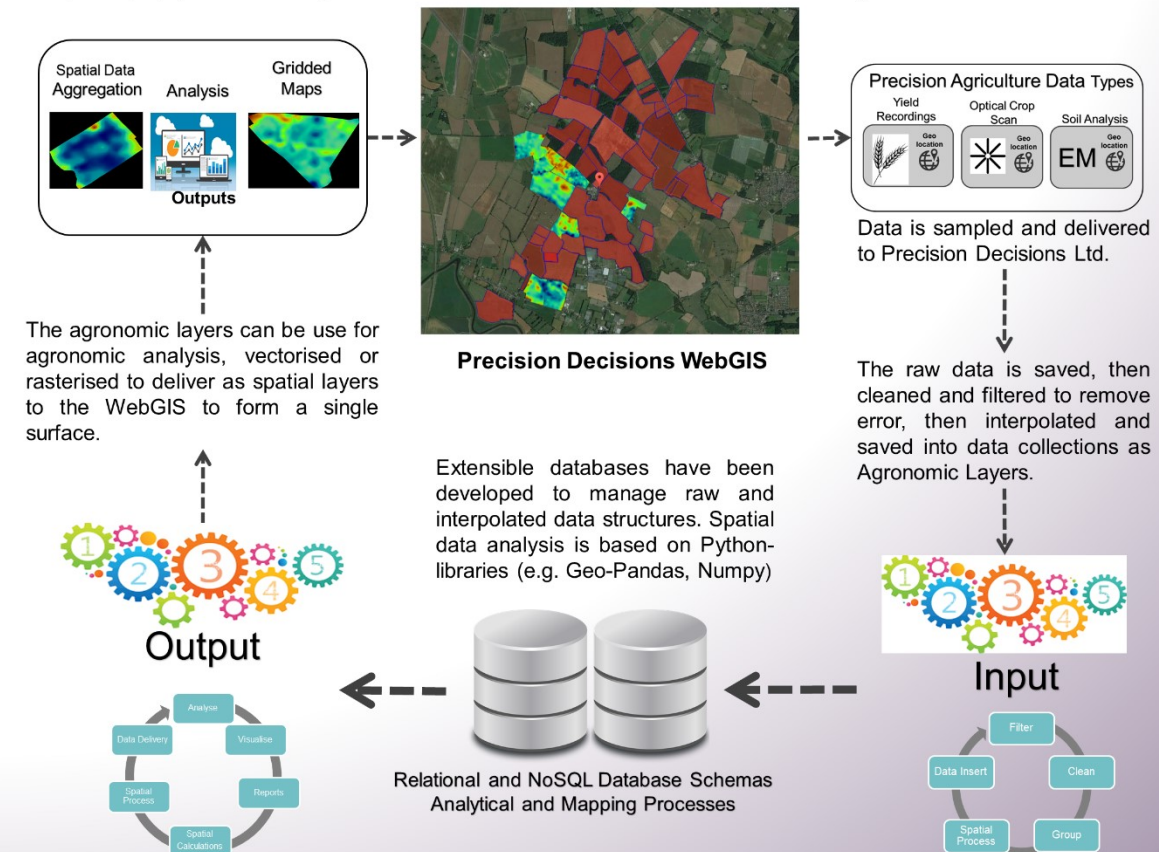 Spatial Data
Aggregation
Analysis
Gridded
Maps
Outputs
Precision Decisions WebGIS
Precision Agriculture Data Types
Yield
Recordings
Geo
location
Optical Crop
Scan
Geo
location
Soil Analysis
EM
Geo
location
Data is sampled and delivered
to Precision Decisions Ltd.
The raw data is saved, then
cleaned and filtered to remove
error, then interpolated and
saved into data collections as
Agronomic Layers.
The agronomic layers can be use for
agronomic analysis, vectorised or
rasterised to deliver as spatial layers
to the WebGIS to form a single
surface.
Extensible databases have been
developed to manage raw and
interpolated data structures. Spatial
data analysis is based on Python-
libraries (e.g. Geo-Pandas, Numpy)
1
2
3
4
5
Output
1
2
3
4
5
Input
Analyse
Visualise
Reports
Spatial
Calculations
Spatial
Process
Data Delivery
Relational and NoSQL Database Schemas
Analytical and Mapping Processes
Filter
Clean
Group
Spatial
Process
Data Insert